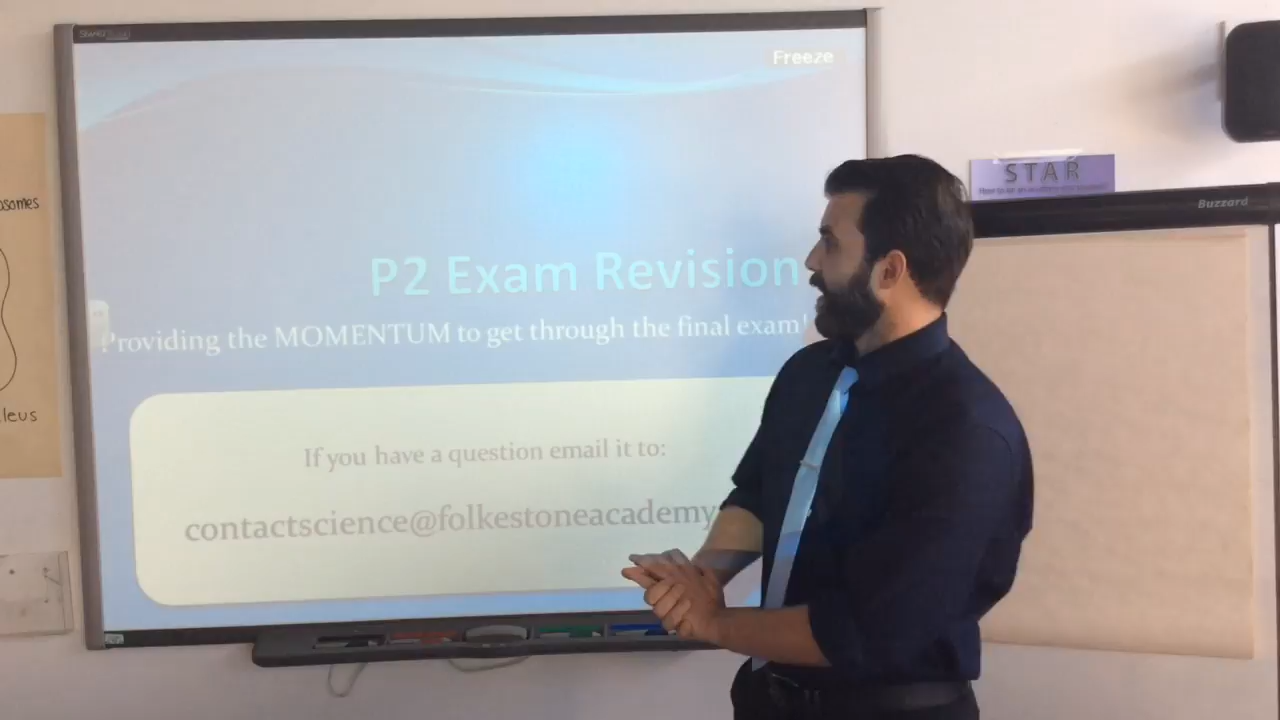 Freeze
STAR
Buzzard
osomes
P2 Exam Revision
Providing the MOMENTUM to get through the final exam!
leus
If you have a question email it to:
contactscience@folkestoneacademy